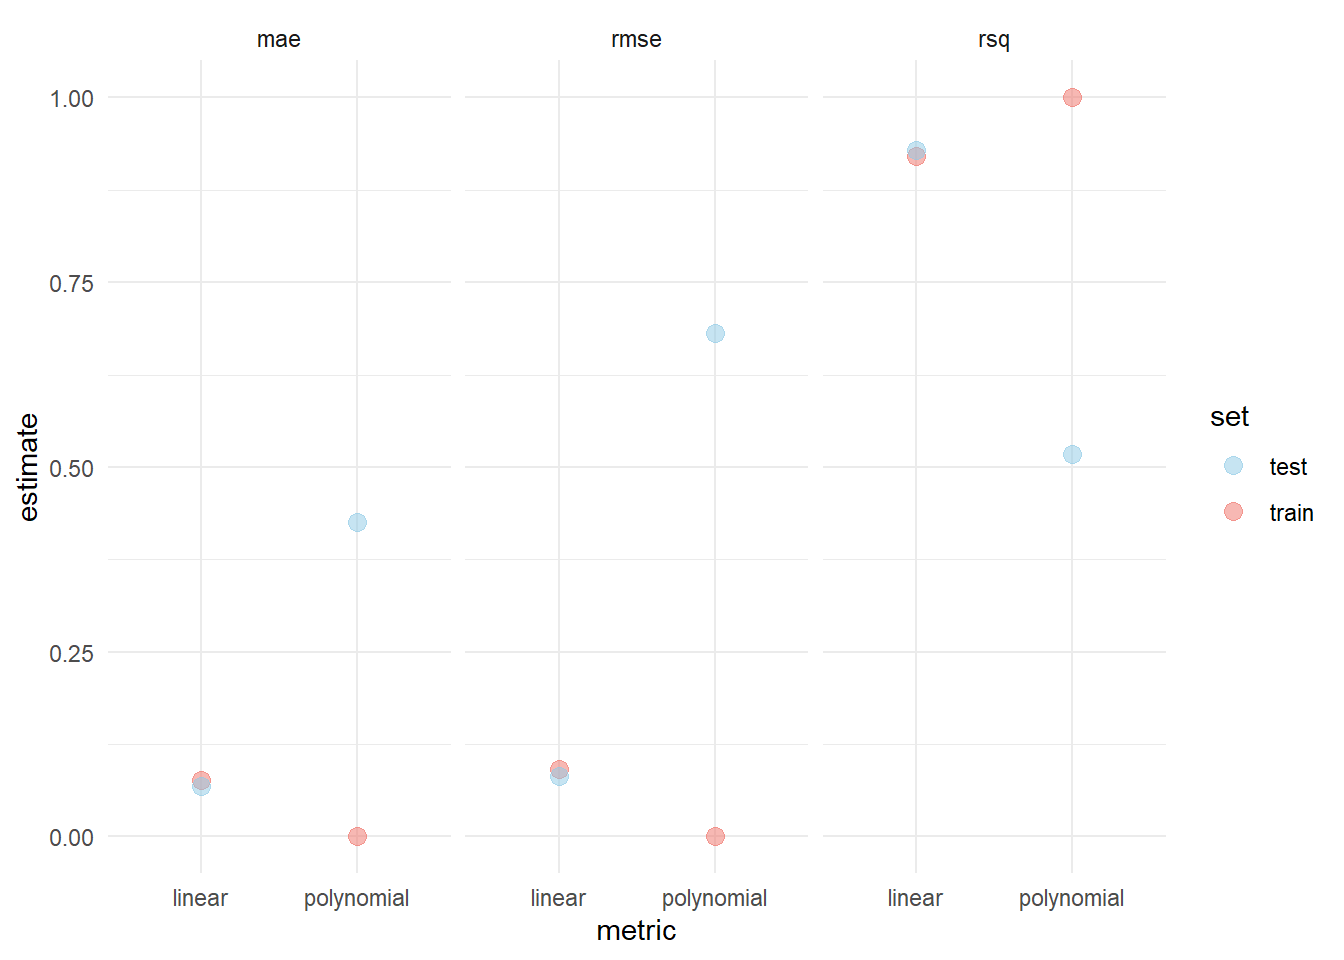 mae rmse rsq
1.00
0.75
0.50
0.25
0.00
estimate
linear polynomial linear polynomial linear polynomial
metric
set
test
train